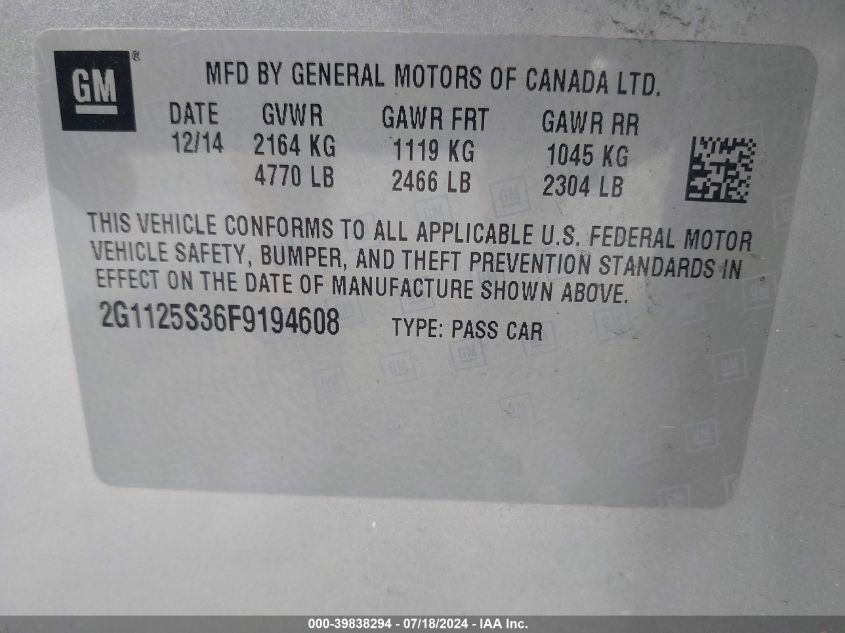 GM®
MFD BY GENERAL MOTORS OF CANADA LTD.
DATE GVWR GAWR FRT GAWR RR
12/14 2164 KG 1119 KG 1045 KG
4770 LB 2466 LB 2304 LB
THIS VEHICLE CONFORMS TO ALL APPLICABLE U.S. FEDERAL MOTOR
VEHICLE SAFETY, BUMPER, AND THEFT PREVENTION STANDARDS IN
EFFECT ON THE DATE OF MANUFACTURE SHOWN ABOVE.
2G1125S36F9194608 TYPE: PASS CAR
000-39838294 - 07/18/2024 - IAA Inc.